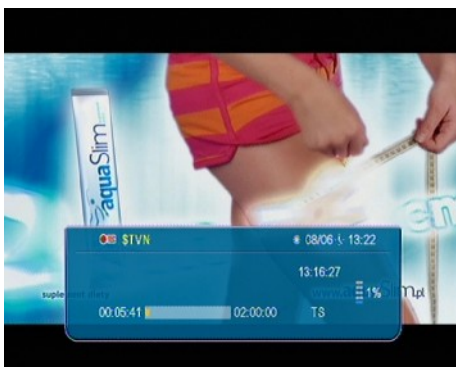 aquaSlim
$TVN
08/06 13:22
13:16:27
1%
suplement diety
00:05:41
02:00:00
TS